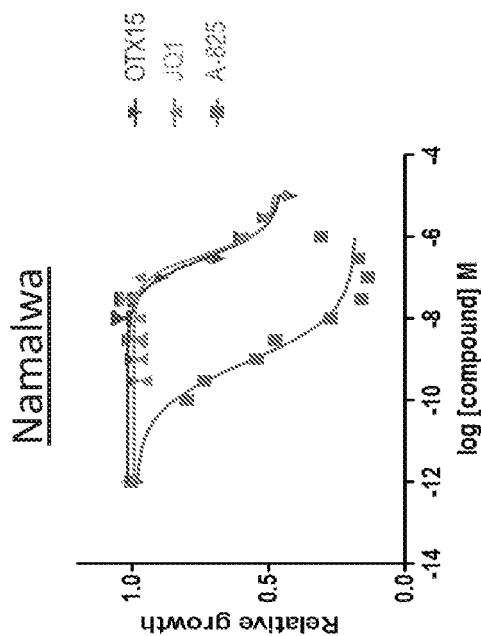 Namalwa
OTX15
JQ1
A-825
Relative growth
1.0
0.5
0.0
-14
-12
-10
-8
-6
-4
log [compound] M